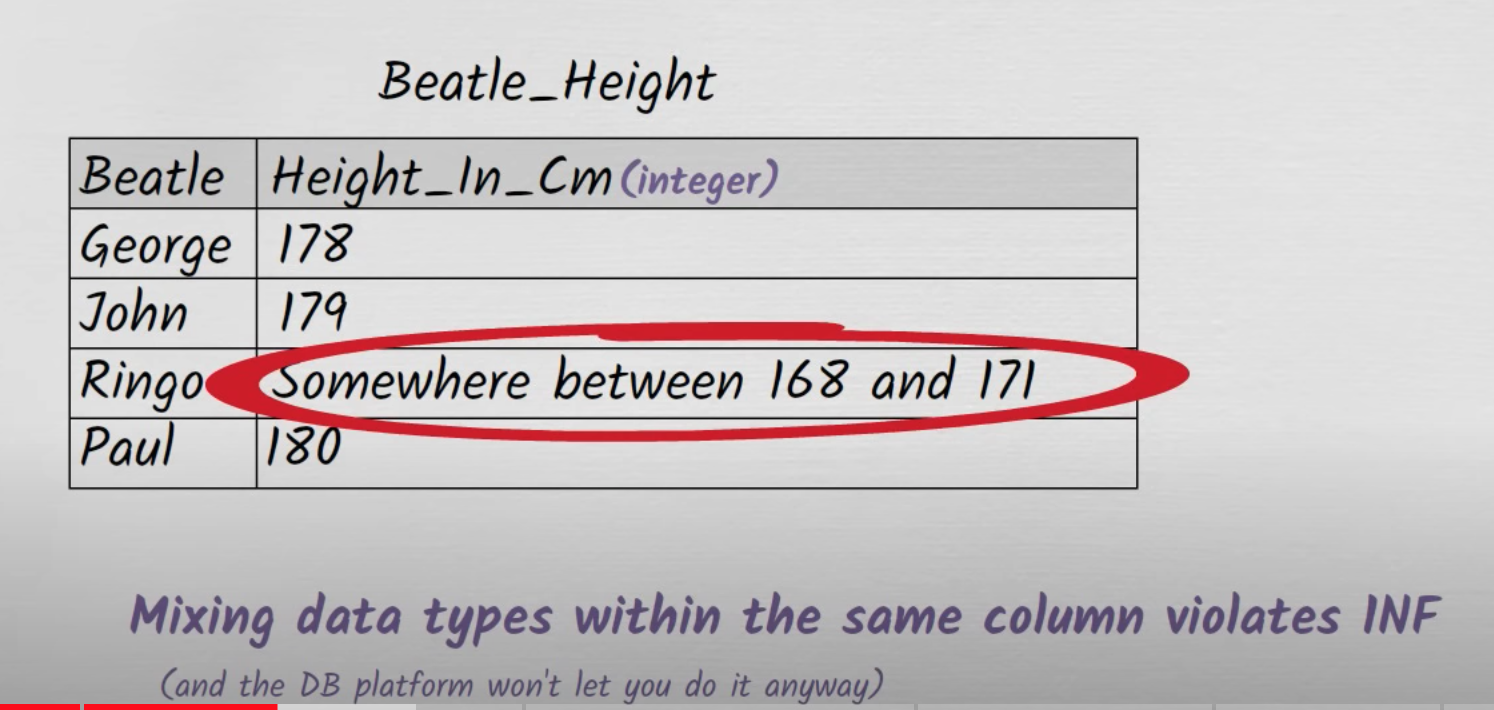 Beatle_Height
Beatle Height_In_Cm (integer)
George 178
John 179
Ringo Somewhere between 168 and 171
Paul 180
Mixing data types within the same column violates 1NF
(and the DB platform won't let you do it anyway)